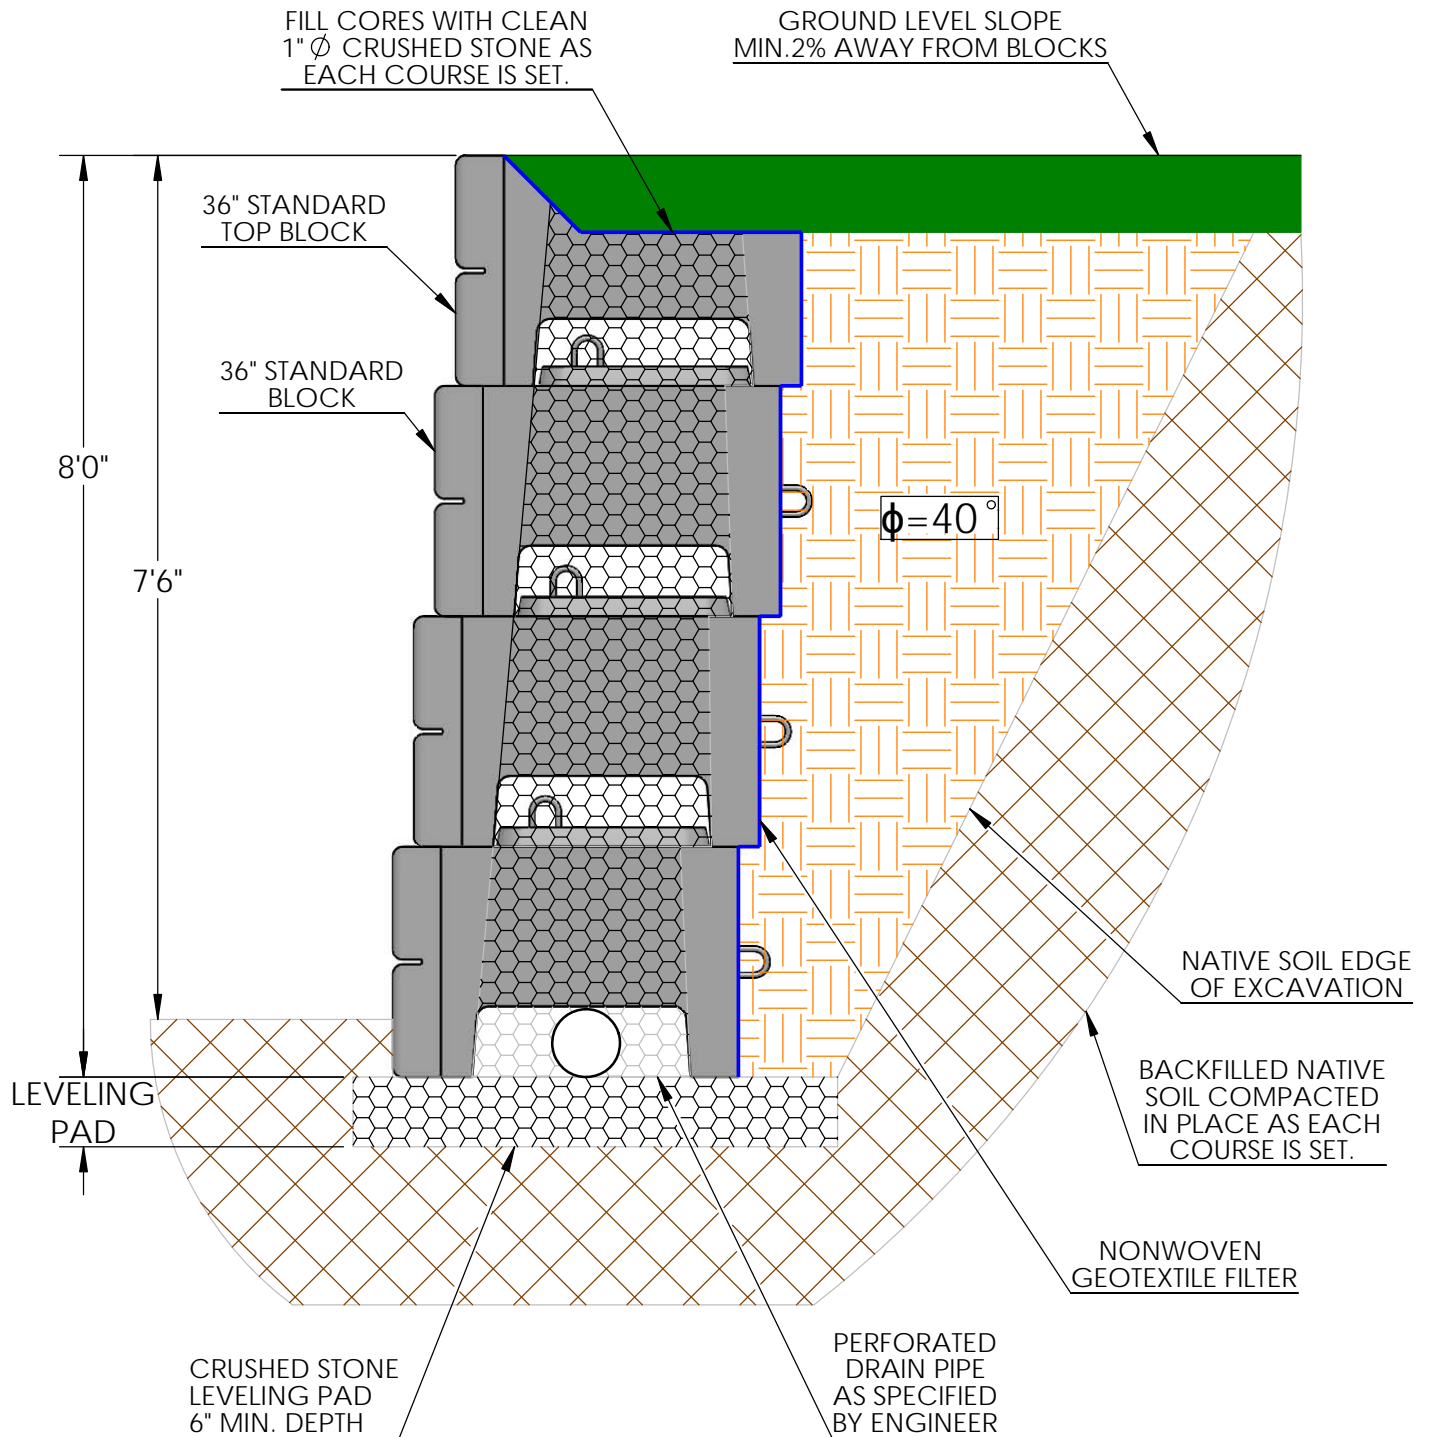 FILL CORES WITH CLEAN
1" Ø CRUSHED STONE AS
EACH COURSE IS SET.
GROUND LEVEL SLOPE
MIN.2% AWAY FROM BLOCKS
36" STANDARD
TOP BLOCK
36" STANDARD
BLOCK
8'0"
7'6"
ϕ=40°
LEVELING
PAD
NATIVE SOIL EDGE
OF EXCAVATION
BACKFILLED NATIVE
SOIL COMPACTED
IN PLACE AS EACH
COURSE IS SET.
NONWOVEN
GEOTEXTILE FILTER
CRUSHED STONE
LEVELING PAD
6" MIN. DEPTH
PERFORATED
DRAIN PIPE
AS SPECIFIED
BY ENGINEER